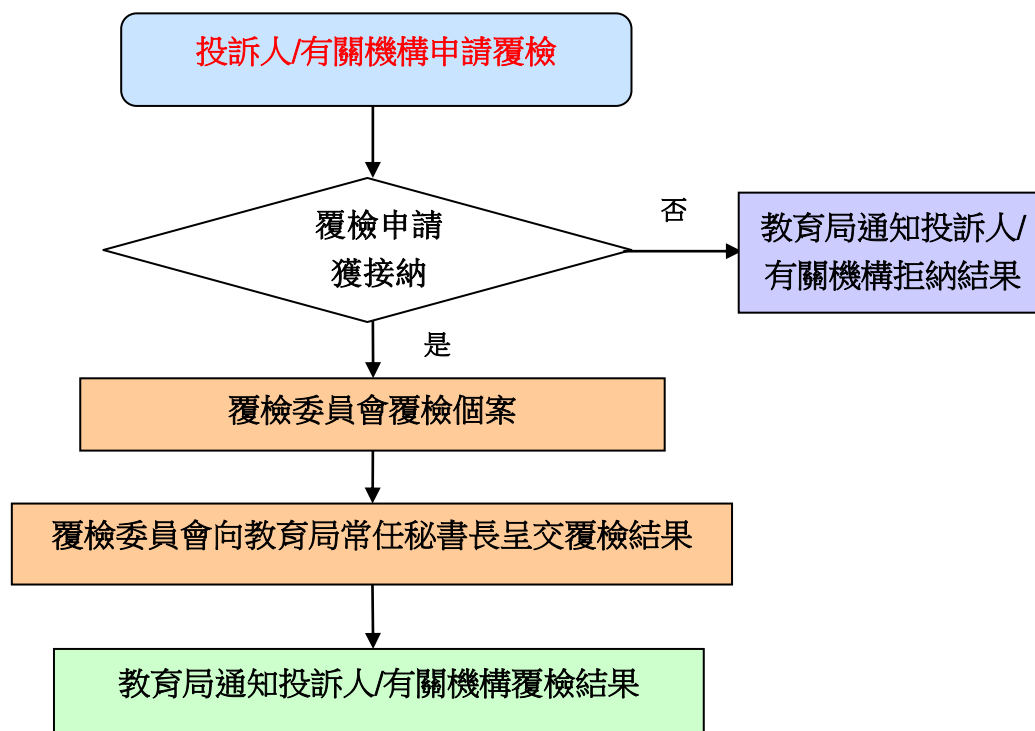 投訴人/有關機構申請覆檢
覆檢申請
獲接納
否
教育局通知投訴人/
有關機構拒納結果
是
覆檢委員會覆檢個案
覆檢委員會向教育局常任秘書長呈交覆檢結果
教育局通知投訴人/有關機構覆檢結果